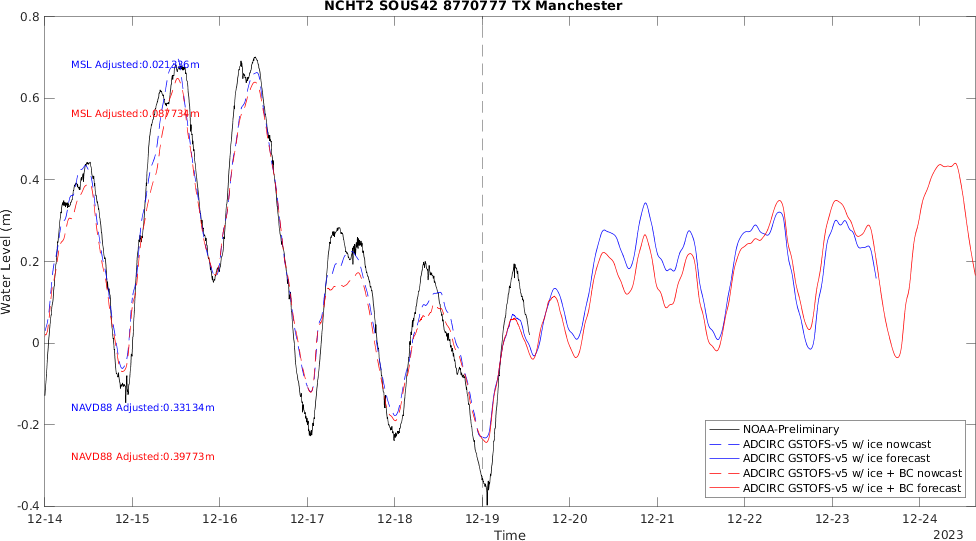 NCHT2 SOUS42 8770777 TX Manchester
0.8
0.6
0.4
0.2
0
-0.2
-0.4
Water Level (m)
MSL Adjusted:0.021336m
MSL Adjusted:0.087734m
NAVD88 Adjusted:0.33134m
NAVD88 Adjusted:0.39773m
NOAA-Preliminary
ADCIRC GSTOFS-v5 w/ ice nowcast
ADCIRC GSTOFS-v5 w/ ice forecast
ADCIRC GSTOFS-v5 w/ ice + BC nowcast
ADCIRC GSTOFS-v5 w/ ice + BC forecast
12-14 12-15 12-16 12-17 12-18 12-19 12-20 12-21 12-22 12-23 12-24
Time
2023